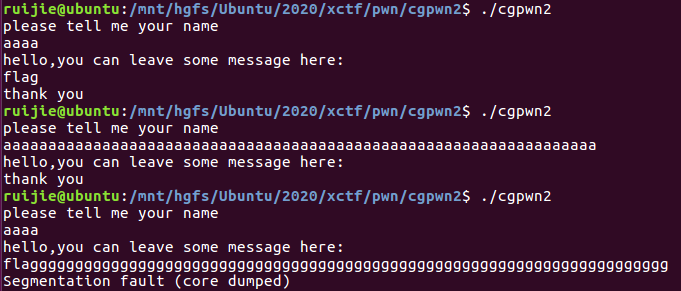 ruijie@ubuntu:/mnt/hgfs/Ubuntu/2020/xctf/pwn/cgpwn2$ ./cgpwn2
please tell me your name
aaaa
hello,you can leave some message here:
flag
thank you
ruijie@ubuntu:/mnt/hgfs/Ubuntu/2020/xctf/pwn/cgpwn2$ ./cgpwn2
please tell me your name
aaaaaaaaaaaaaaaaaaaaaaaaaaaaaaaaaaaaaaaaaaaaaaaaaaaaaaaaaaaaaaaaaa
hello,you can leave some message here:
thank you
ruijie@ubuntu:/mnt/hgfs/Ubuntu/2020/xctf/pwn/cgpwn2$ ./cgpwn2
please tell me your name
aaaa
hello,you can leave some message here:
flaggggggggggggggggggggggggggggggggggggggggggggggggggggggggggggggggggggggg
Segmentation fault (core dumped)